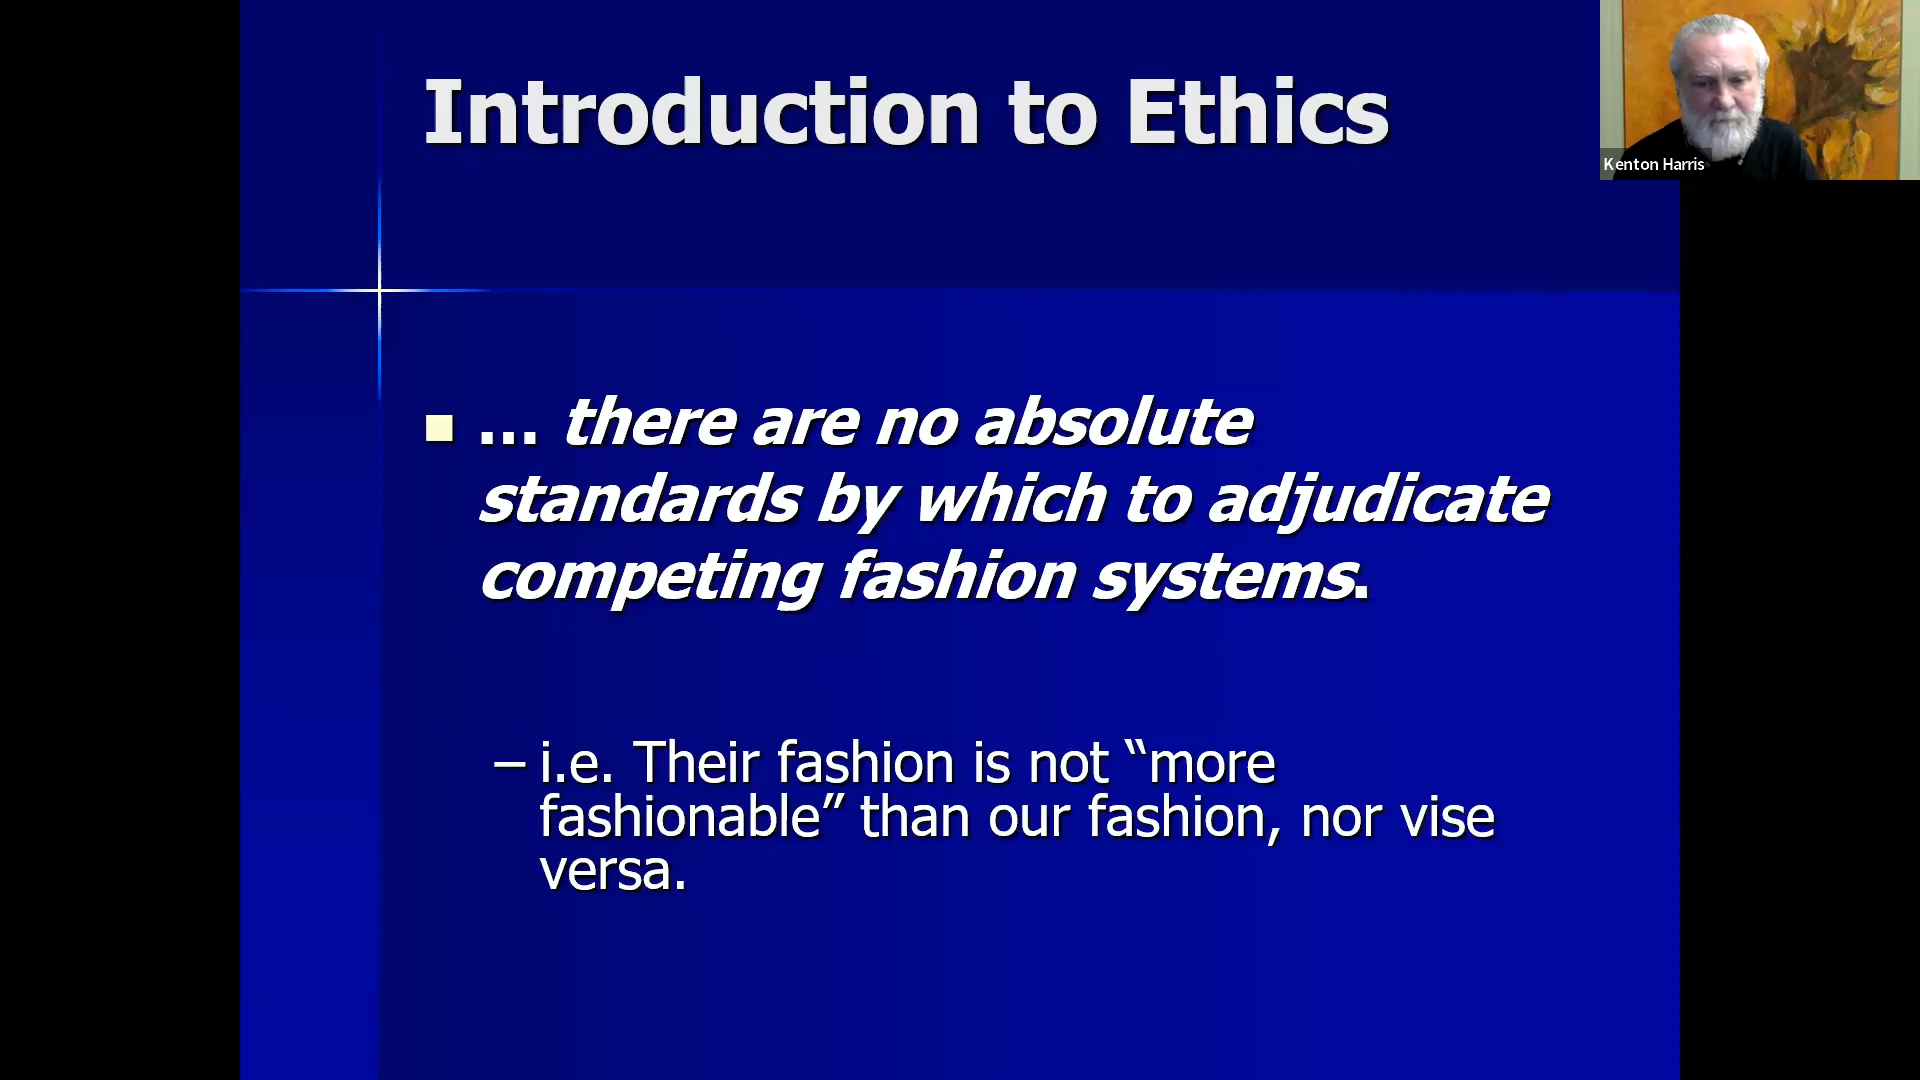 Introduction to Ethics
Kenton Harris
… there are no absolute
standards by which to adjudicate
competing fashion systems.
– i.e. Their fashion is not “more
fashionable” than our fashion, nor vise
versa.